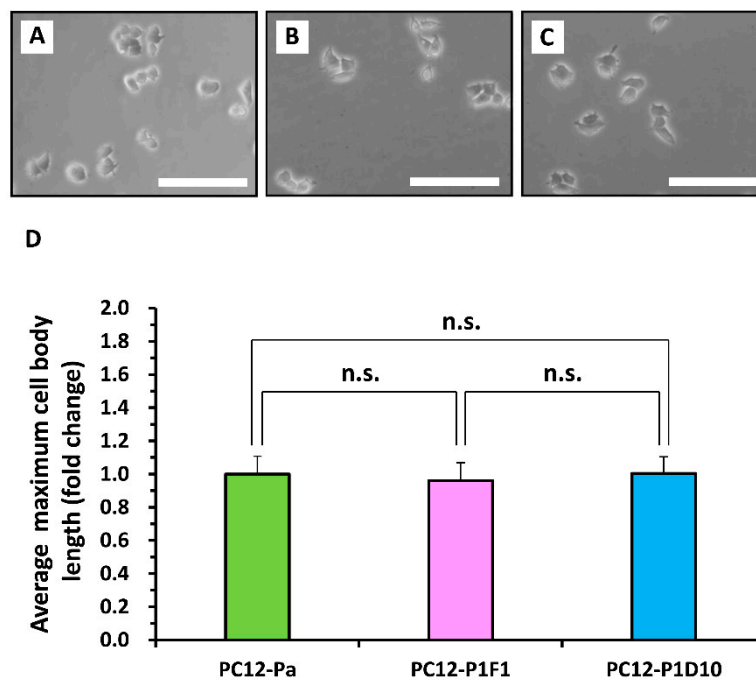 A
B
C
D
Average maximum cell body
length (fold change)
2.0
1.8
1.6
1.4
1.2
1.0
0.8
0.6
0.4
0.2
0.0
n.s.
n.s.
n.s.
PC12-Pa
PC12-P1F1
PC12-P1D10